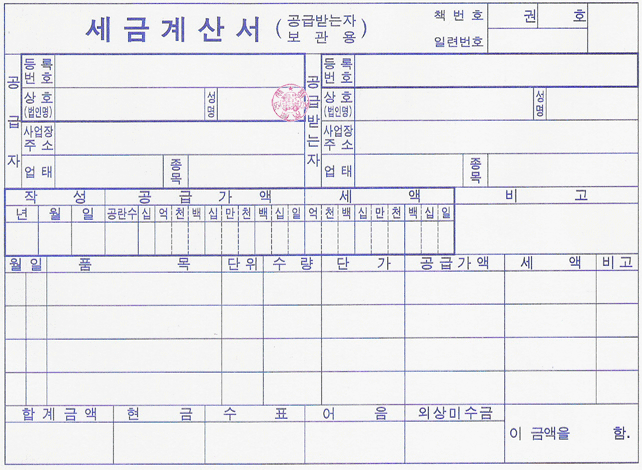 세금계산서 (공급받는자 보관용)
책번호 권 호
일련번호
공급자
등록번호
상호(법인명) 성명
사업장주소
업태 종목
공급받는자
등록번호
상호(법인명) 성명
사업장주소
업태 종목
작성 공급가액 세액 비고
년 월 일 공란수 십 억 천 백 십 만 천 백 십 일 억 천 백 십 만 천 백 십 일
월 일 품목 단위 수량 단가 공급가액 세액 비고
합계금액 현금 수표 어음 외상미수금
이 금액을 함.